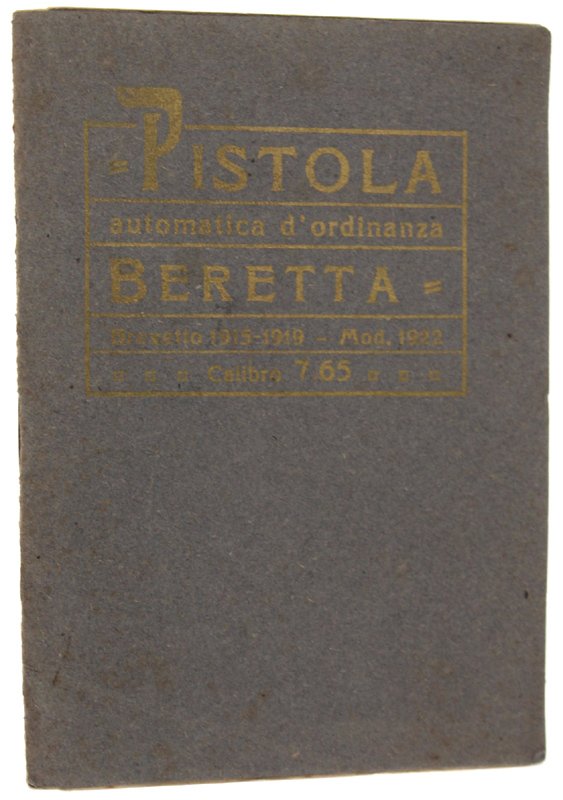 = PISTOLA
automatica d'ordinanza
BERETTA =
Brevetto 1915-1919 - Mod. 1922
Calibro 7,65